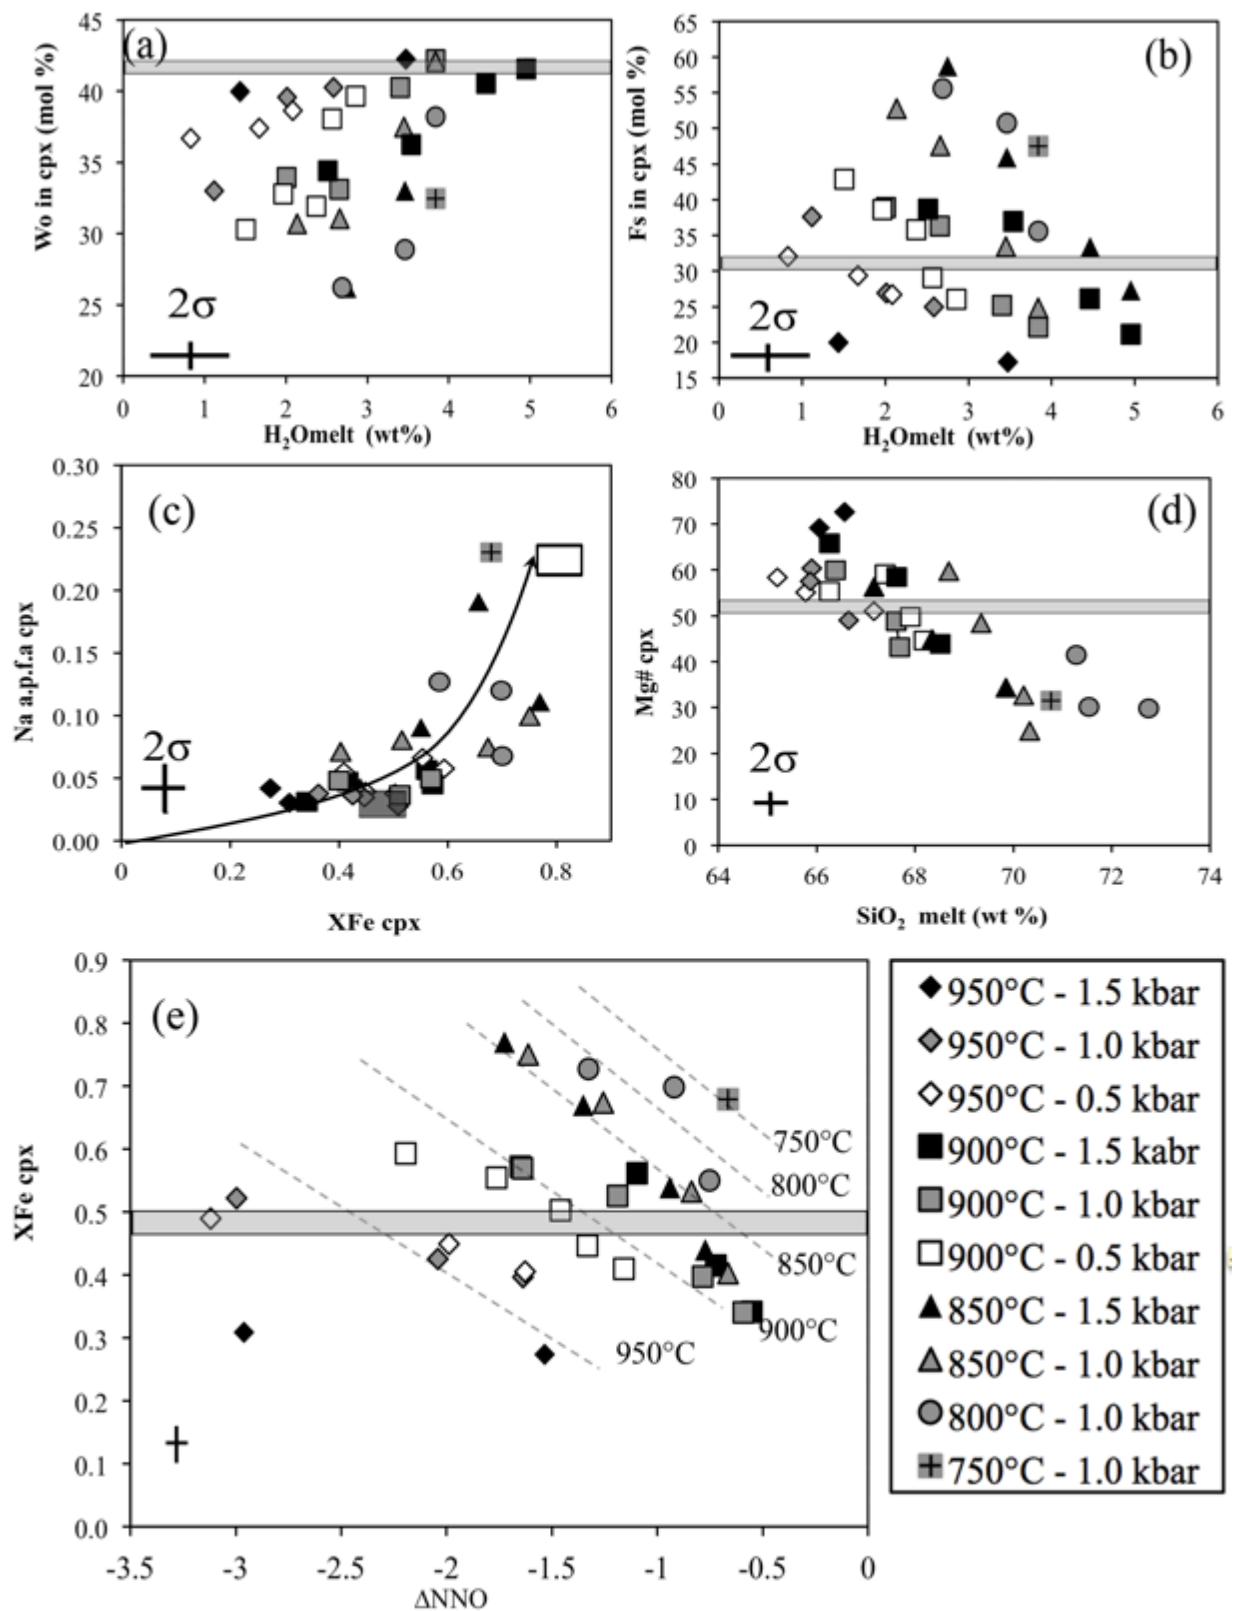 (a)
Wo in cpx (mol %)
45
40
35
30
25
20
2σ
0 1 2 3 4 5 6
H₂Omelt (wt%)
(b)
Fs in cpx (mol %)
65
60
55
50
45
40
35
30
25
20
15
2σ
0 1 2 3 4 5 6
H₂Omelt (wt%)
(c)
Na a.p.f.a cpx
0.30
0.25
0.20
0.15
0.10
0.05
0.00
2σ
0 0.2 0.4 0.6 0.8
XFe cpx
(d)
Mg# cpx
80
70
60
50
40
30
20
10
0
2σ
64 66 68 70 72 74
SiO₂ melt (wt %)
(e)
XFe cpx
0.9
0.8
0.7
0.6
0.5
0.4
0.3
0.2
0.1
0.0
750°C
800°C
850°C
900°C
950°C
-3.5 -3 -2.5 -2 -1.5 -1 -0.5 0
ΔNNO
950°C - 1.5 kbar
950°C - 1.0 kbar
950°C - 0.5 kbar
900°C - 1.5 kabr
900°C - 1.0 kbar
900°C - 0.5 kbar
850°C - 1.5 kbar
850°C - 1.0 kbar
800°C - 1.0 kbar
750°C - 1.0 kbar